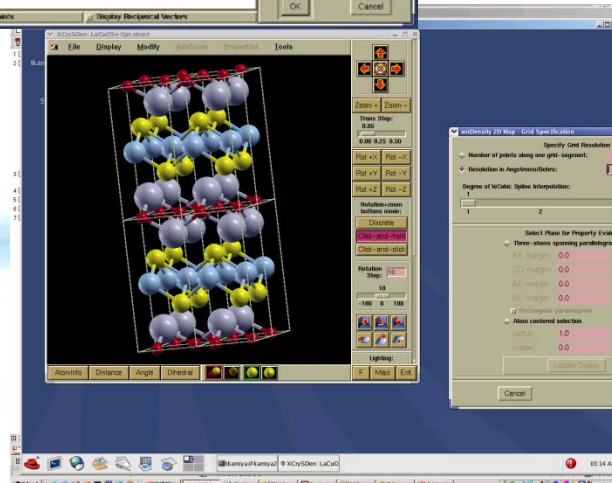 OK Cancel
Display Reciprocal Vectors
XCrySDen: LaCuOSe-Opt.struct
File Display Modify AdvGeom Properties Tools
Zoom + Zoom -
Trans Step:
0.05
0.00 0.25 0.50
Rot +X Rot -X
Rot +Y Rot -Y
Rot +Z Rot -Z
Rotation+zoom
buttons mode:
Discrete
Click-and-hold
Click-and-click
Rotation
Step: 10
10
-180 0 180
Lighting:
AtomInfo Distance Angle Dihedral F Maxi Exit
wnDensity 2D Map - Grid Specification
Specify Grid Resolution
Number of points along one grid-segment:
Resolution in Angstroms/Bohrs:
Degree of biCubic Spline Interpolation:
1
1 2
Select Plane for Property Evalu
Three-atoms spanning parallelogra
AB margin: 0.0
CD margin: 0.0
AD margin: 0.0
BC margin: 0.0
Rectangular parallelogram
Atom centered selection
radius: 1.0
rotate: 0.0
Update Display
Cancel
tkamiya@kamiya2 XCrySDen: LaCuO
03:14 A